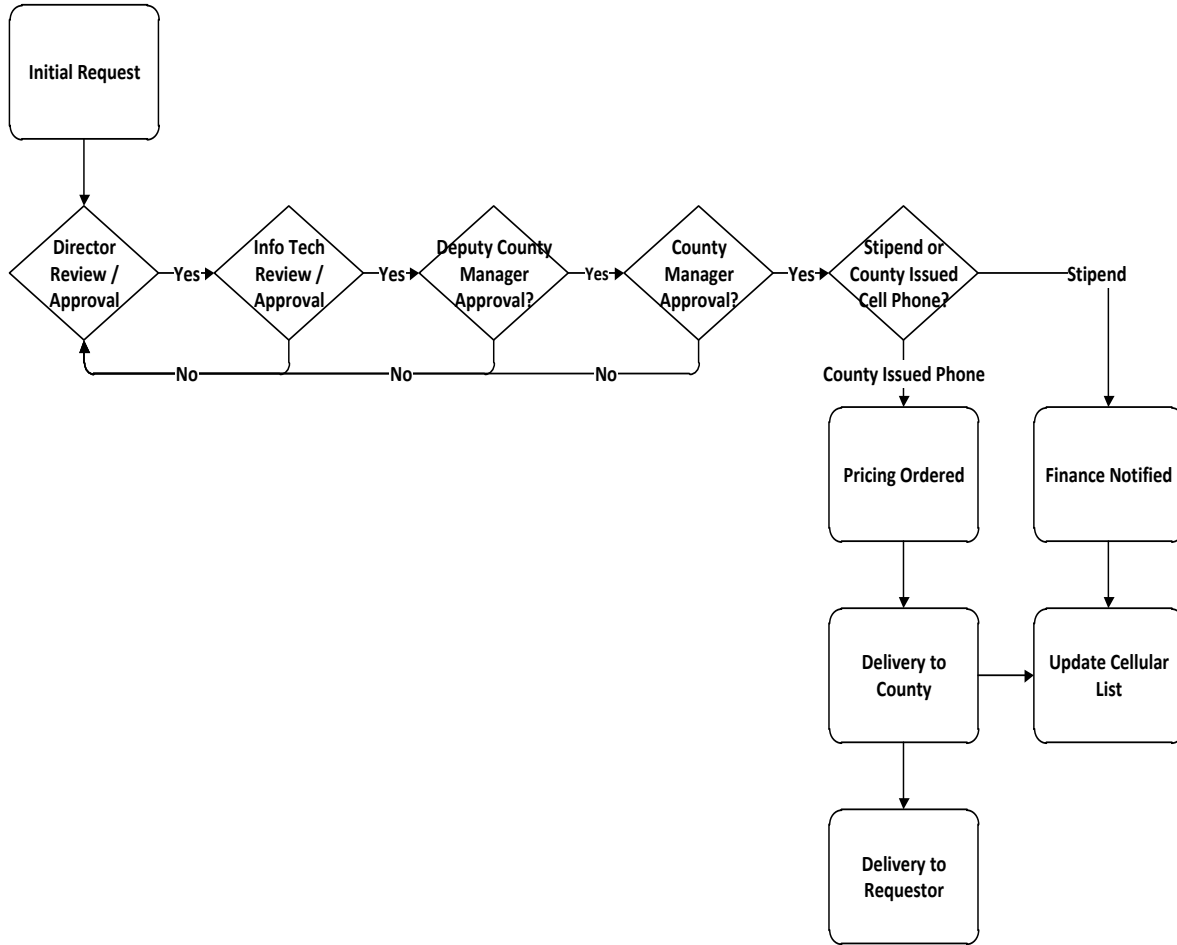 Initial Request
Director
Review /
Approval
Yes
Info Tech
Review /
Approval
Yes
Deputy County
Manager
Approval?
Yes
County
Manager
Approval?
Yes
Stipend or
County Issued
Cell Phone?
Stipend
No
No
No
County Issued Phone
Pricing Ordered
Finance Notified
Delivery to
County
Update Cellular
List
Delivery to
Requestor